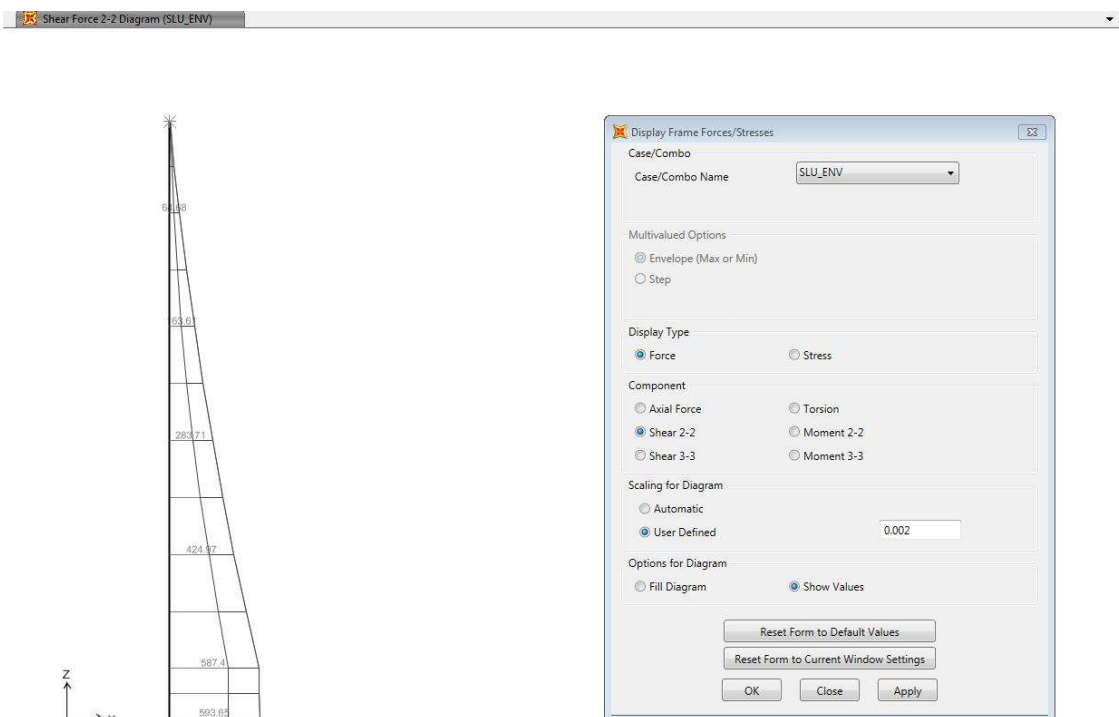 Shear Force 2-2 Diagram (SLU_ENV)
64.68
63.61
283.71
424.97
587.4
593.65
Z
X
Display Frame Forces/Stresses
Case/Combo
Case/Combo Name
SLU_ENV
Multivalued Options
Envelope (Max or Min)
Step
Display Type
Force
Stress
Component
Axial Force
Torsion
Shear 2-2
Moment 2-2
Shear 3-3
Moment 3-3
Scaling for Diagram
Automatic
User Defined
0.002
Options for Diagram
Fill Diagram
Show Values
Reset Form to Default Values
Reset Form to Current Window Settings
OK
Close
Apply